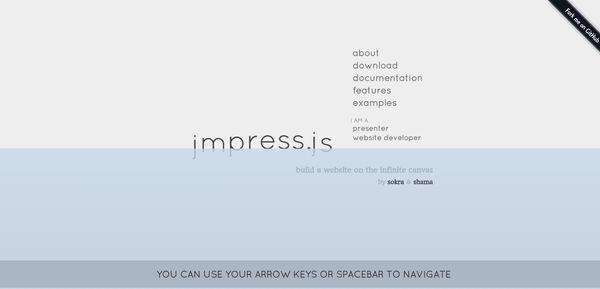 Fork me on GitHub
about
download
documentation
features
examples
I AM A
presenter
website developer
jmpress.js
build a website on the infinite canvas
by sokra & shama
YOU CAN USE YOUR ARROW KEYS OR SPACEBAR TO NAVIGATE